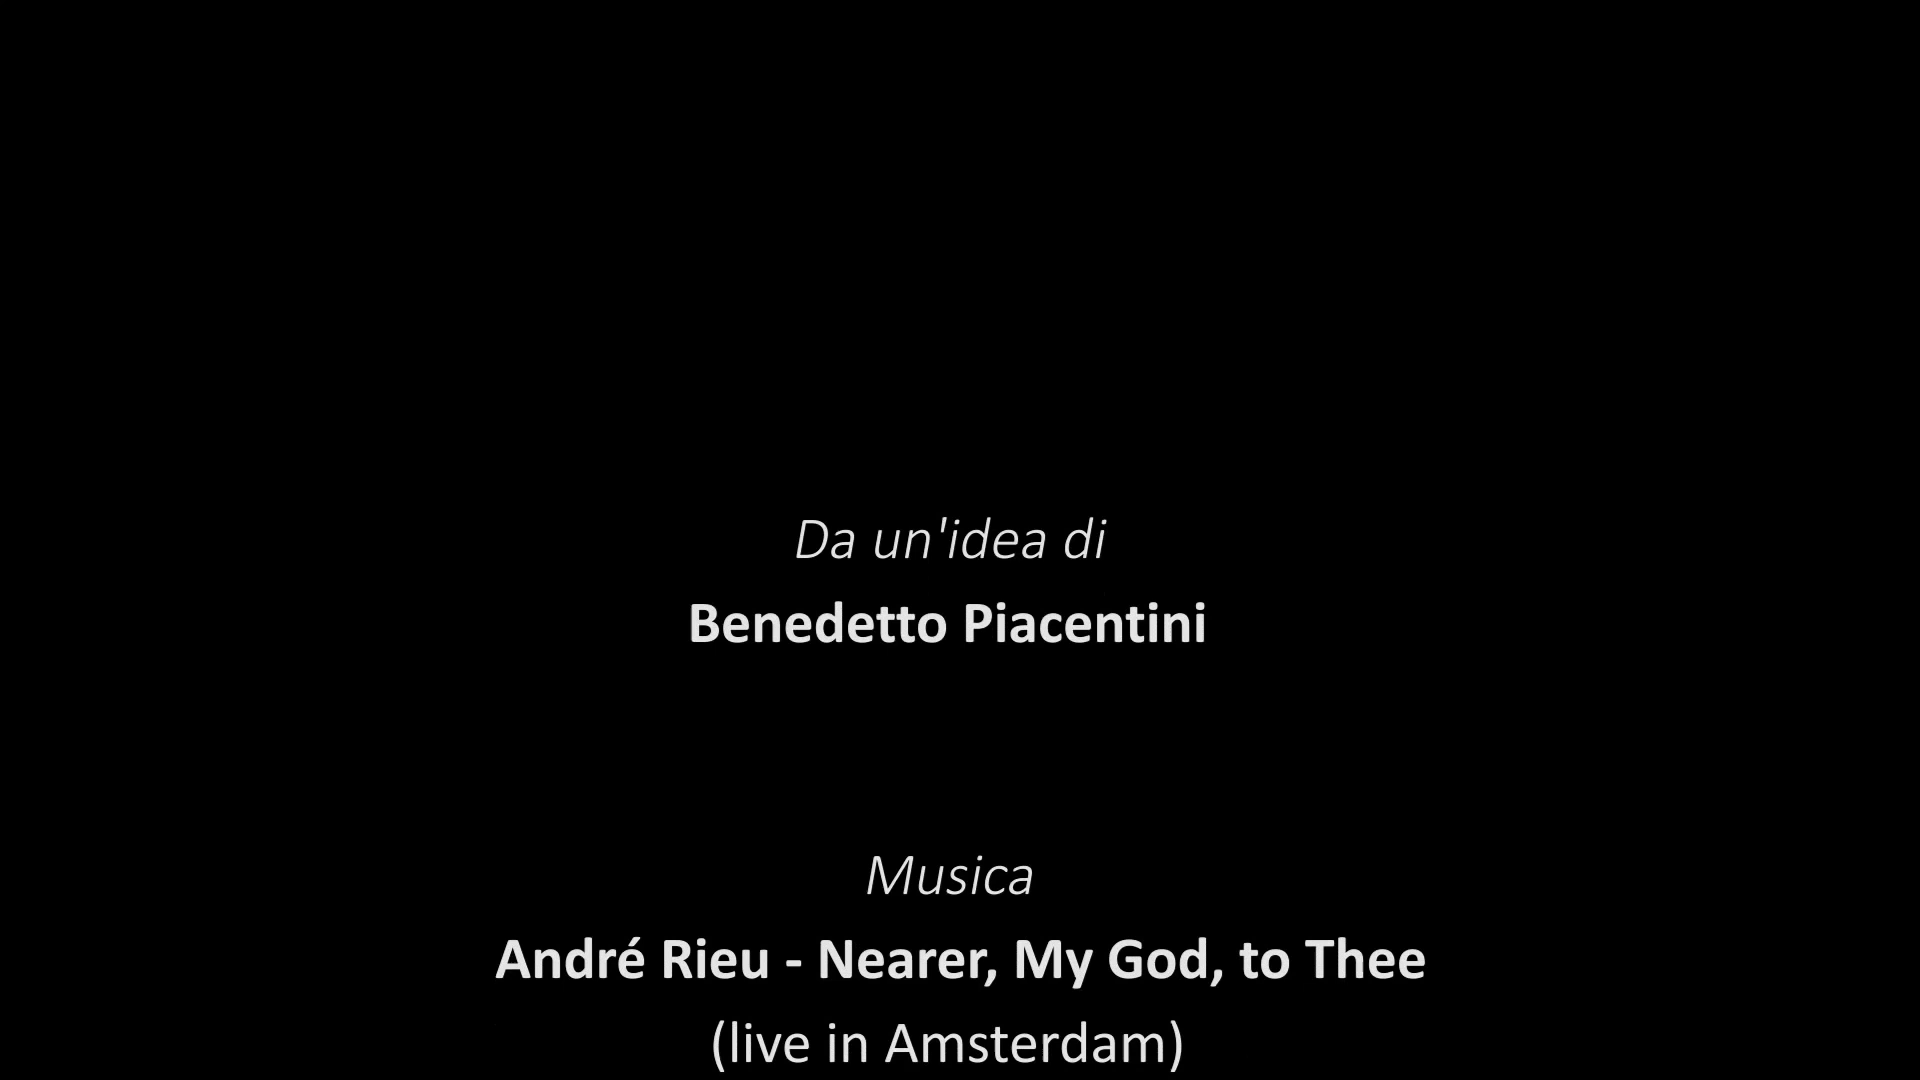 Da un'idea di
Benedetto Piacentini
Musica
André Rieu - Nearer, My God, to Thee
(live in Amsterdam)